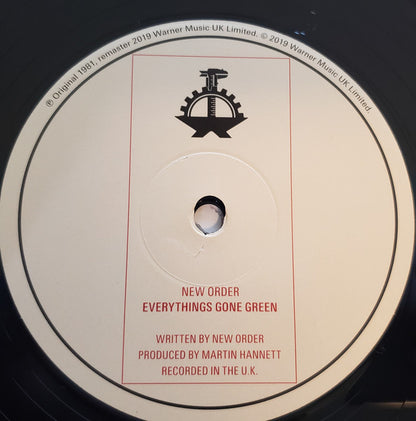 ℗ Original 1981, remaster 2019 Warner Music UK Limited. © 2019 Warner Music UK Limited.
NEW ORDER
EVERYTHINGS GONE GREEN
WRITTEN BY NEW ORDER
PRODUCED BY MARTIN HANNETT
RECORDED IN THE U.K.